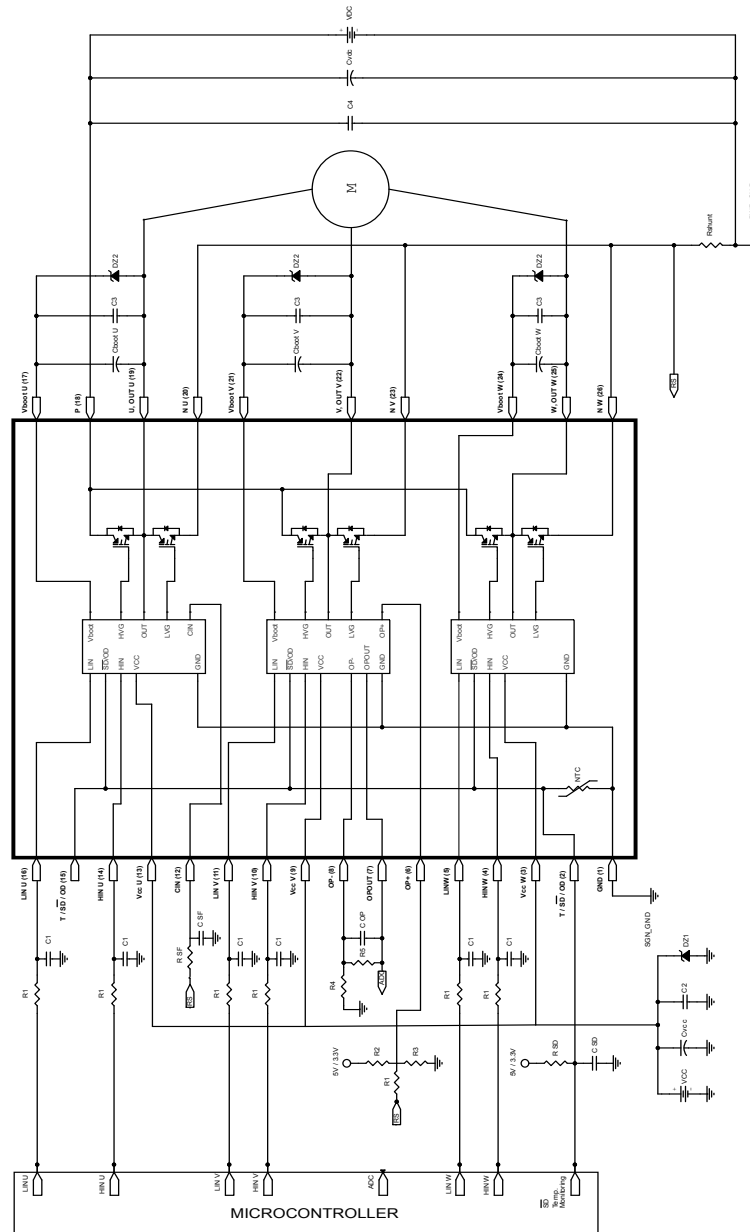 VDC
+
-
Cvdc
C4
M
Rshunt
DZ2
C3
Cboot U
DZ2
C3
Cboot V
DZ2
C3
Cboot W
RS
Vboot U (17)
P (18)
U, OUT U (19)
N U (20)
Vboot V (21)
V, OUT V (22)
N V (23)
Vboot W (24)
W, OUT W (25)
N W (26)
Vboot
HVG
OUT
LVG
CIN
LIN
SD/OD
HIN
VCC
GND
Vboot
HVG
OUT
LVG
OP+
LIN
SD/OD
HIN
VCC
OP-
OPOUT
GND
Vboot
HVG
OUT
LVG
LIN
SD/OD
HIN
VCC
GND
NTC
LIN U (16)
T / SD / OD (15)
HIN U (14)
Vcc U (13)
CIN (12)
LIN V (11)
HIN V (10)
Vcc V (9)
OP- (8)
OPOUT (7)
OP+ (6)
LINW (5)
HIN W (4)
Vcc W (3)
T / SD / OD (2)
GND (1)
R1
C1
R1
C1
RS
R SF
C SF
R1
C1
R1
C1
R4
R5
C OP
ADC
5V / 3.3V
R2
R3
R1
RS
R1
C1
R1
C1
5V / 3.3V
R SD
C SD
SGN_GND
DZ1
C2
Cvcc
VCC
+
-
LIN U
HIN U
LIN V
HIN V
ADC
LIN W
HIN W
SD
Temp.
Monitoring
MICROCONTROLLER